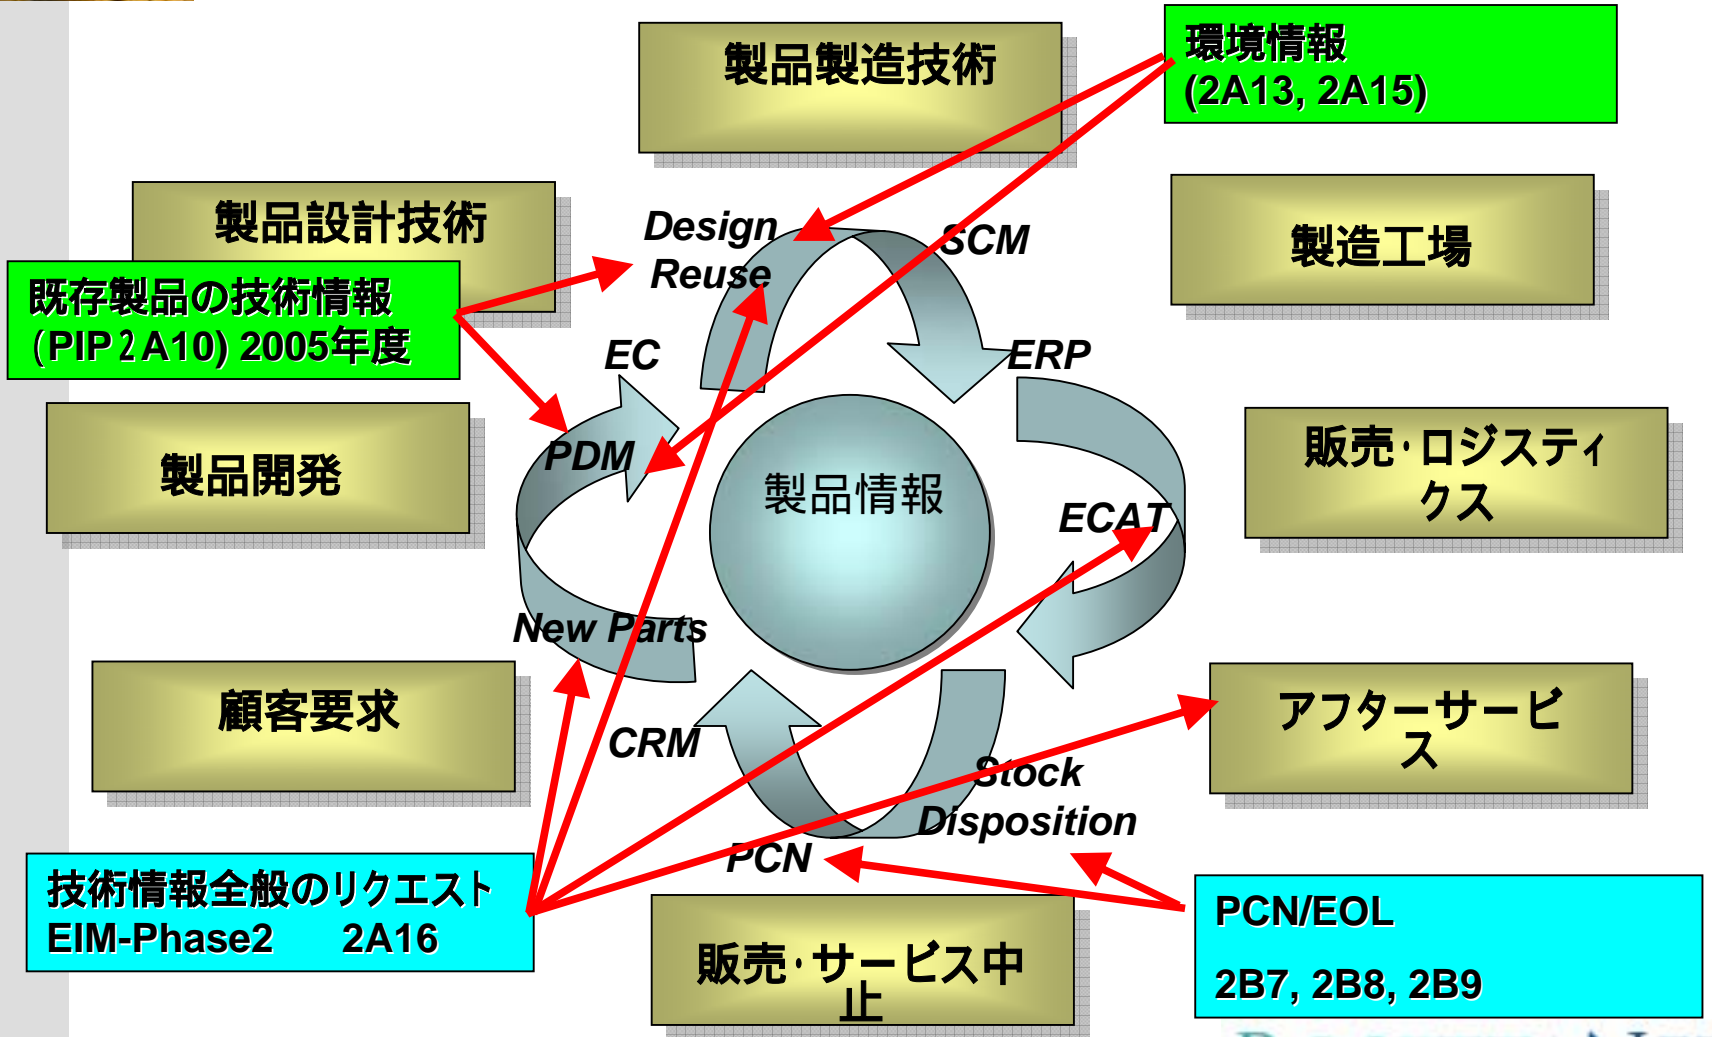 製品製造技術
環境情報
(2A13, 2A15)
製品設計技術
Design
Reuse
SCM
製造工場
既存製品の技術情報
(PIP２A10) 2005年度
EC
ERP
製品開発
PDM
製品情報
ECAT
販売・ロジスティ
クス
New Parts
顧客要求
CRM
アフターサービ
ス
Stock
Disposition
PCN
技術情報全般のリクエスト
EIM-Phase2 2A16
販売・サービス中
止
PCN/EOL
2B7, 2B8, 2B9